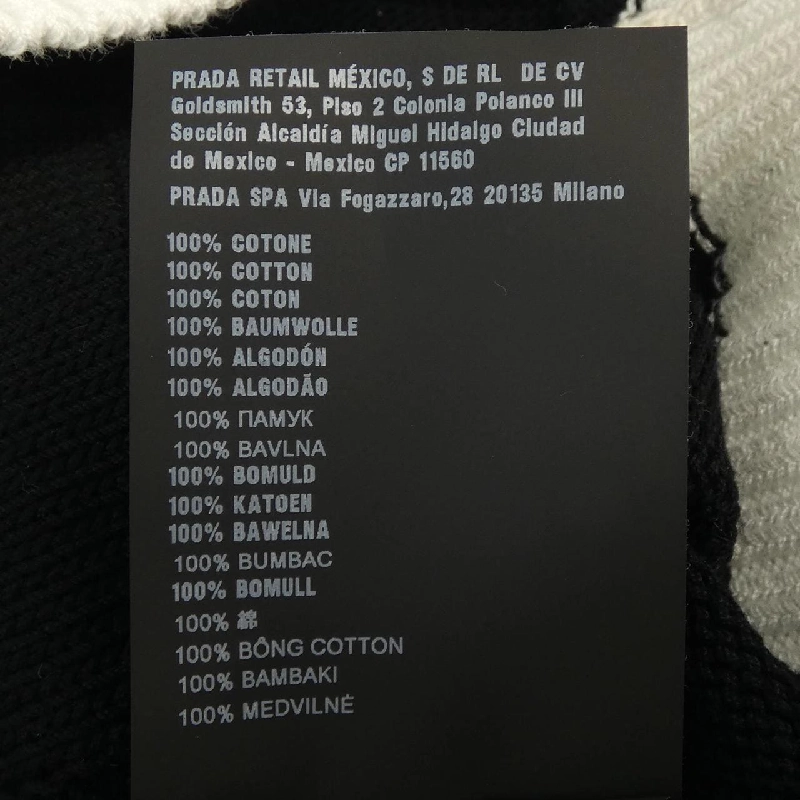 PRADA RETAIL MÉXICO, S DE RL DE CV
Goldsmith 53, Piso 2 Colonia Polanco III
Sección Alcaldía Miguel Hidalgo Ciudad
de Mexico - Mexico CP 11560
PRADA SPA Via Fogazzaro,28 20135 Milano
100% COTONE
100% COTTON
100% COTON
100% BAUMWOLLE
100% ALGODÓN
100% ALGODÃO
100% ПАМУК
100% BAVLNA
100% BOMULD
100% KATOEN
100% BAWELNA
100% BUMBAC
100% BOMULL
100% 綿
100% BÔNG COTTON
100% BAMBAKI
100% MEDVILNÉ